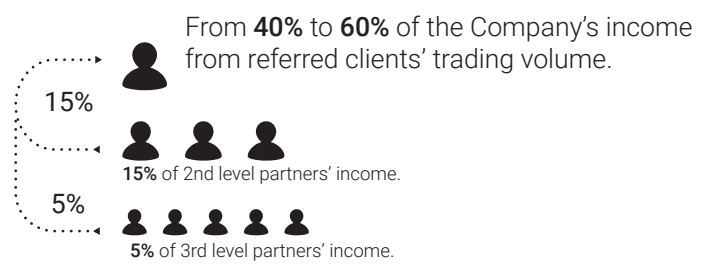 From 40% to 60% of the Company’s income
from referred clients’ trading volume.
15%
15% of 2nd level partners’ income.
5%
5% of 3rd level partners’ income.